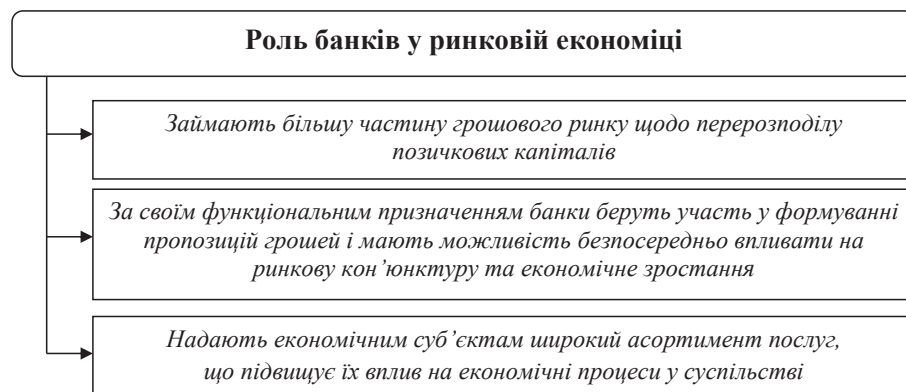 Роль банків у ринковій економіці
Займають більшу частину грошового ринку щодо перерозподілу
позичкових капіталів
За своїм функціональним призначенням банки беруть участь у формуванні
пропозицій грошей і мають можливість безпосередньо впливати на
ринкову кон’юнктуру та економічне зростання
Надають економічним суб’єктам широкий асортимент послуг,
що підвищує їх вплив на економічні процеси у суспільстві